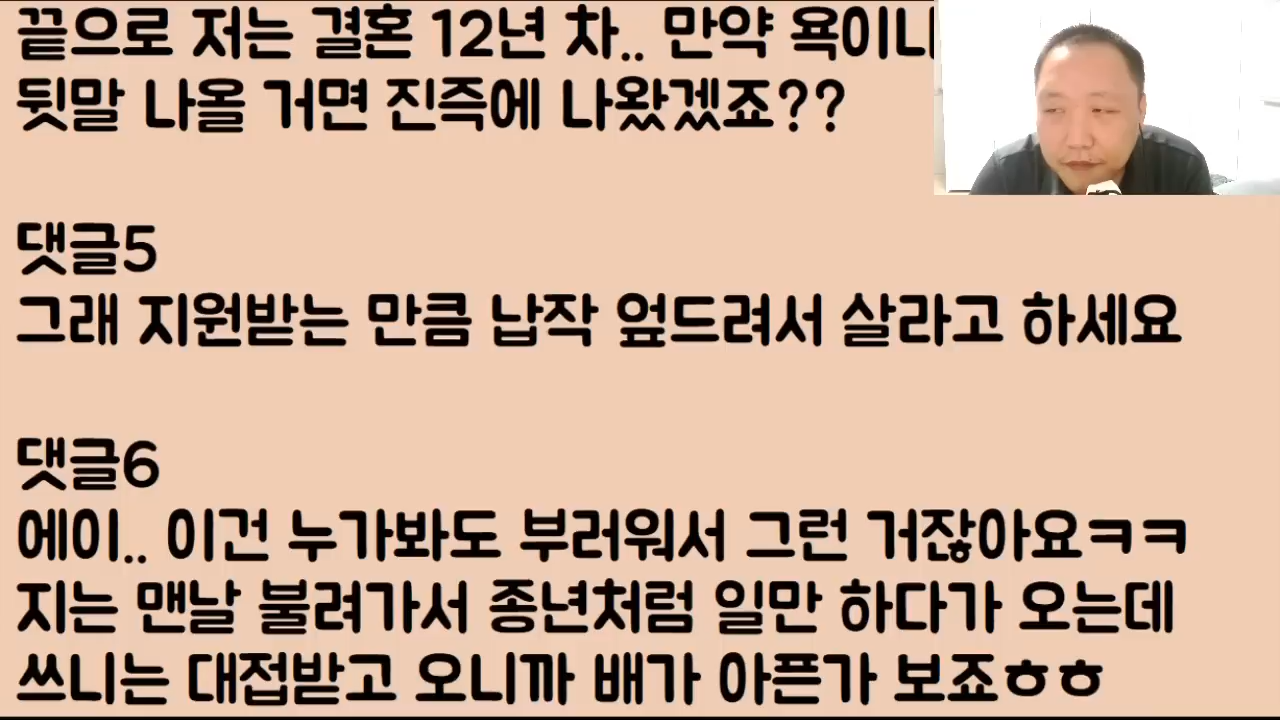 끝으로 저는 결혼 12년 차.. 만약 욕이나
뒷말 나올 거면 진즉에 나왔겠죠??
댓글5
그래 지원받는 만큼 납작 엎드려서 살라고 하세요
댓글6
에이.. 이건 누가봐도 부러워서 그런 거잖아요ㅋㅋ
지는 맨날 불려가서 종년처럼 일만 하다가 오는데
쓰니는 대접받고 오니까 배가 아픈가 보죠ㅎㅎ